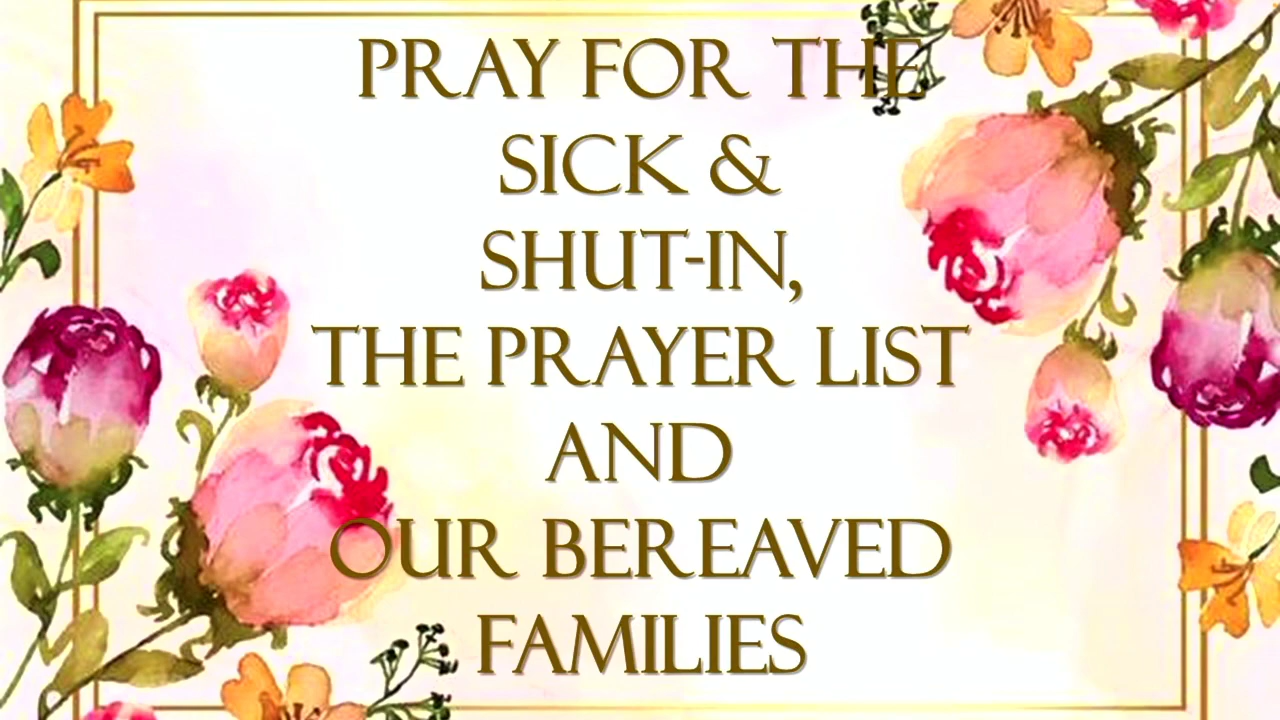 PRAY FOR THE
SICK &
SHUT-IN,
THE PRAYER LIST
AND
OUR BEREAVED
FAMILIES